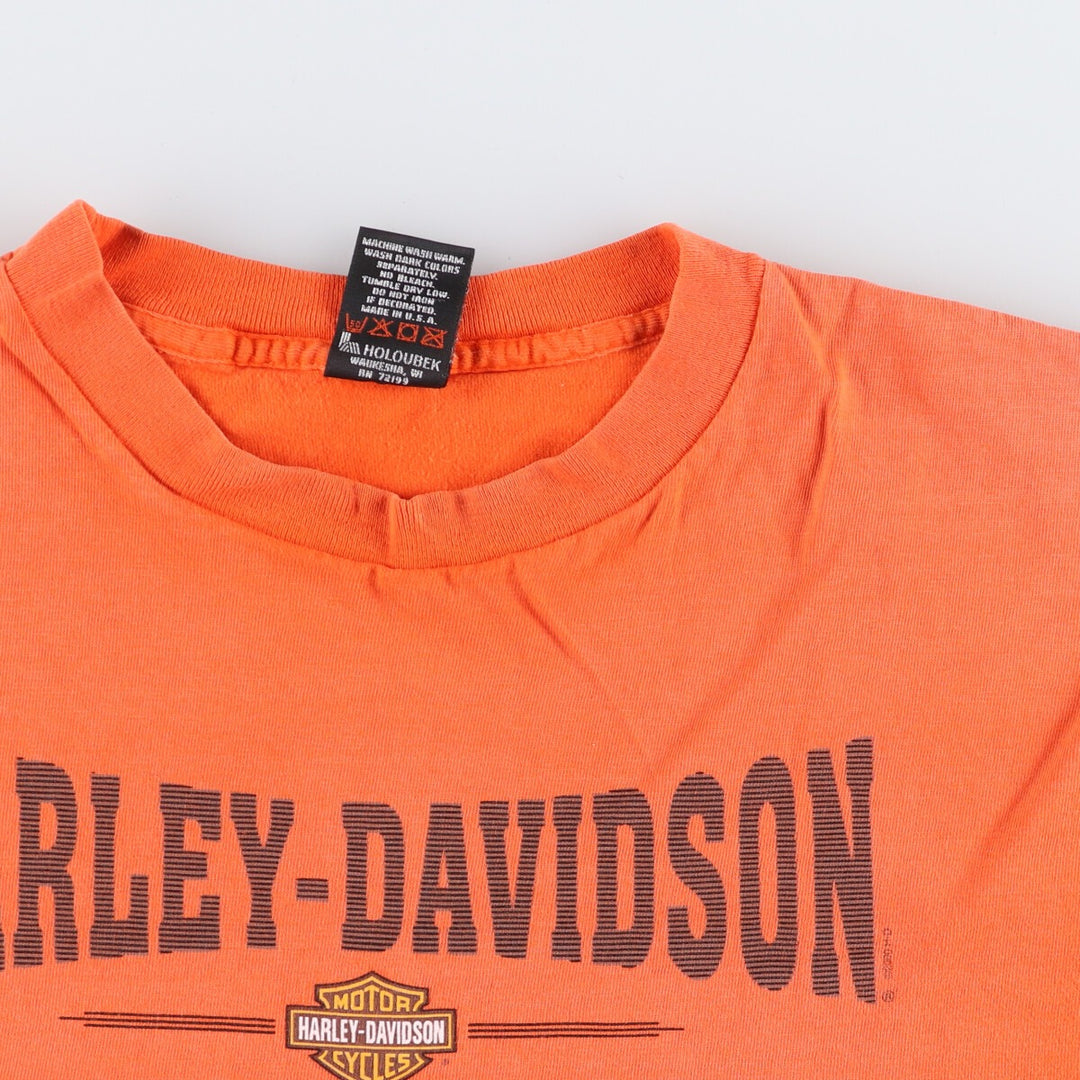 MACHINE WASH WARM.
WASH DARK COLORS
SEPARATELY.
NO BLEACH.
TUMBLE DRY LOW.
DO NOT IRON
IF DECORATED.
MADE IN U.S.A.
HOLOUBEK
WAUKESHA, WI
RN 72199
ARLEY-DAVIDSON
MOTOR
HARLEY-DAVIDSON
CYCLES